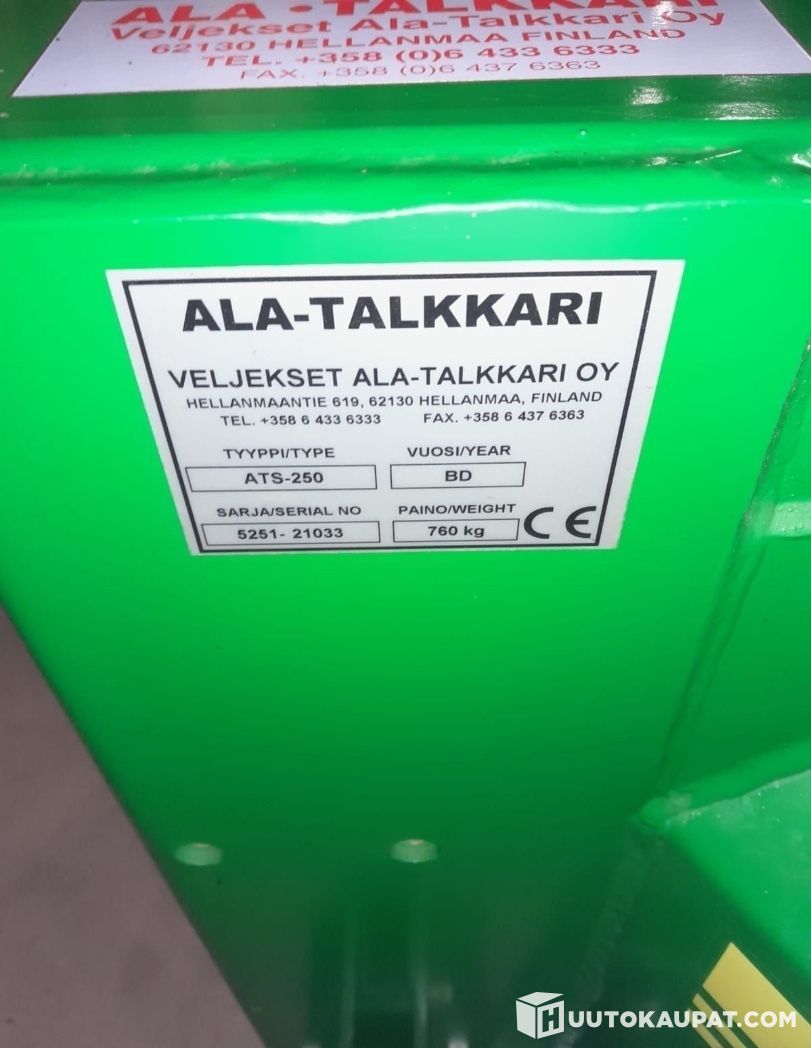 ALA • TALKKARI
Veljekset Ala-Talkkari Oy
62130 HELLANMAA FINLAND
TEL. +358 (0)6 433 6333
FAX. +358 (0)6 437 6363
ALA-TALKKARI
VELJEKSET ALA-TALKKARI OY
HELLANMAANTIE 619, 62130 HELLANMAA, FINLAND
TEL. +358 6 433 6333 FAX. +358 6 437 6363
TYYPPI/TYPE VUOSI/YEAR
ATS-250 BD
SARJA/SERIAL NO PAINO/WEIGHT
5251- 21033 760 kg CE
HUUTOKAUPAT.COM